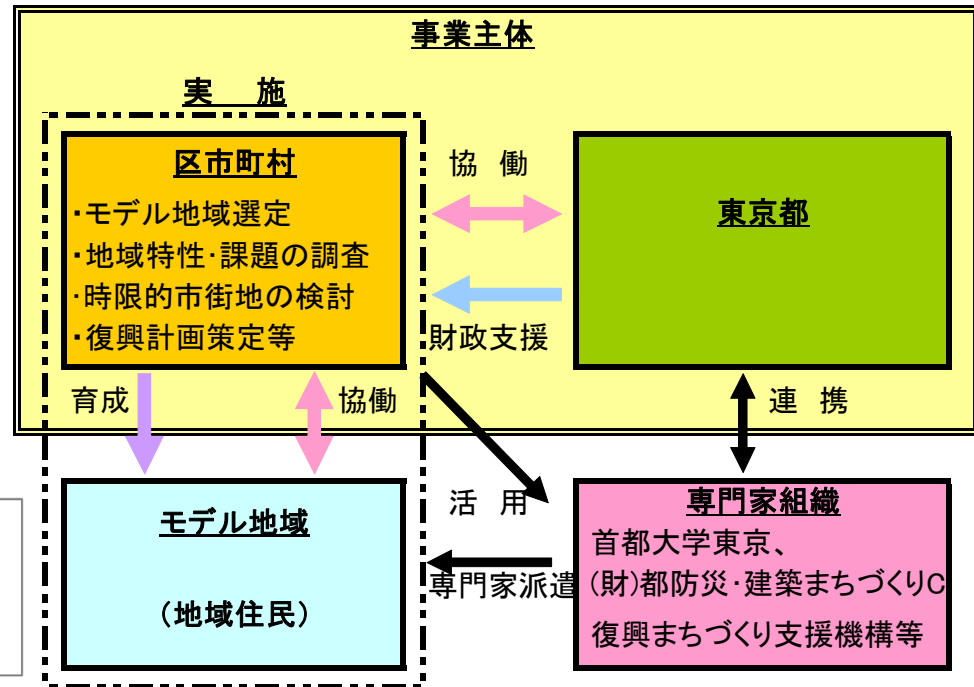 事業主体
実 施
区市町村
・モデル地域選定
・地域特性・課題の調査
・時限的市街地の検討
・復興計画策定等
協 働
財政支援
東京都
育成
協働
連 携
モデル地域
（地域住民）
活 用
専門家派遣
専門家組織
首都大学東京、
(財)都防災・建築まちづくりC
復興まちづくり支援機構等